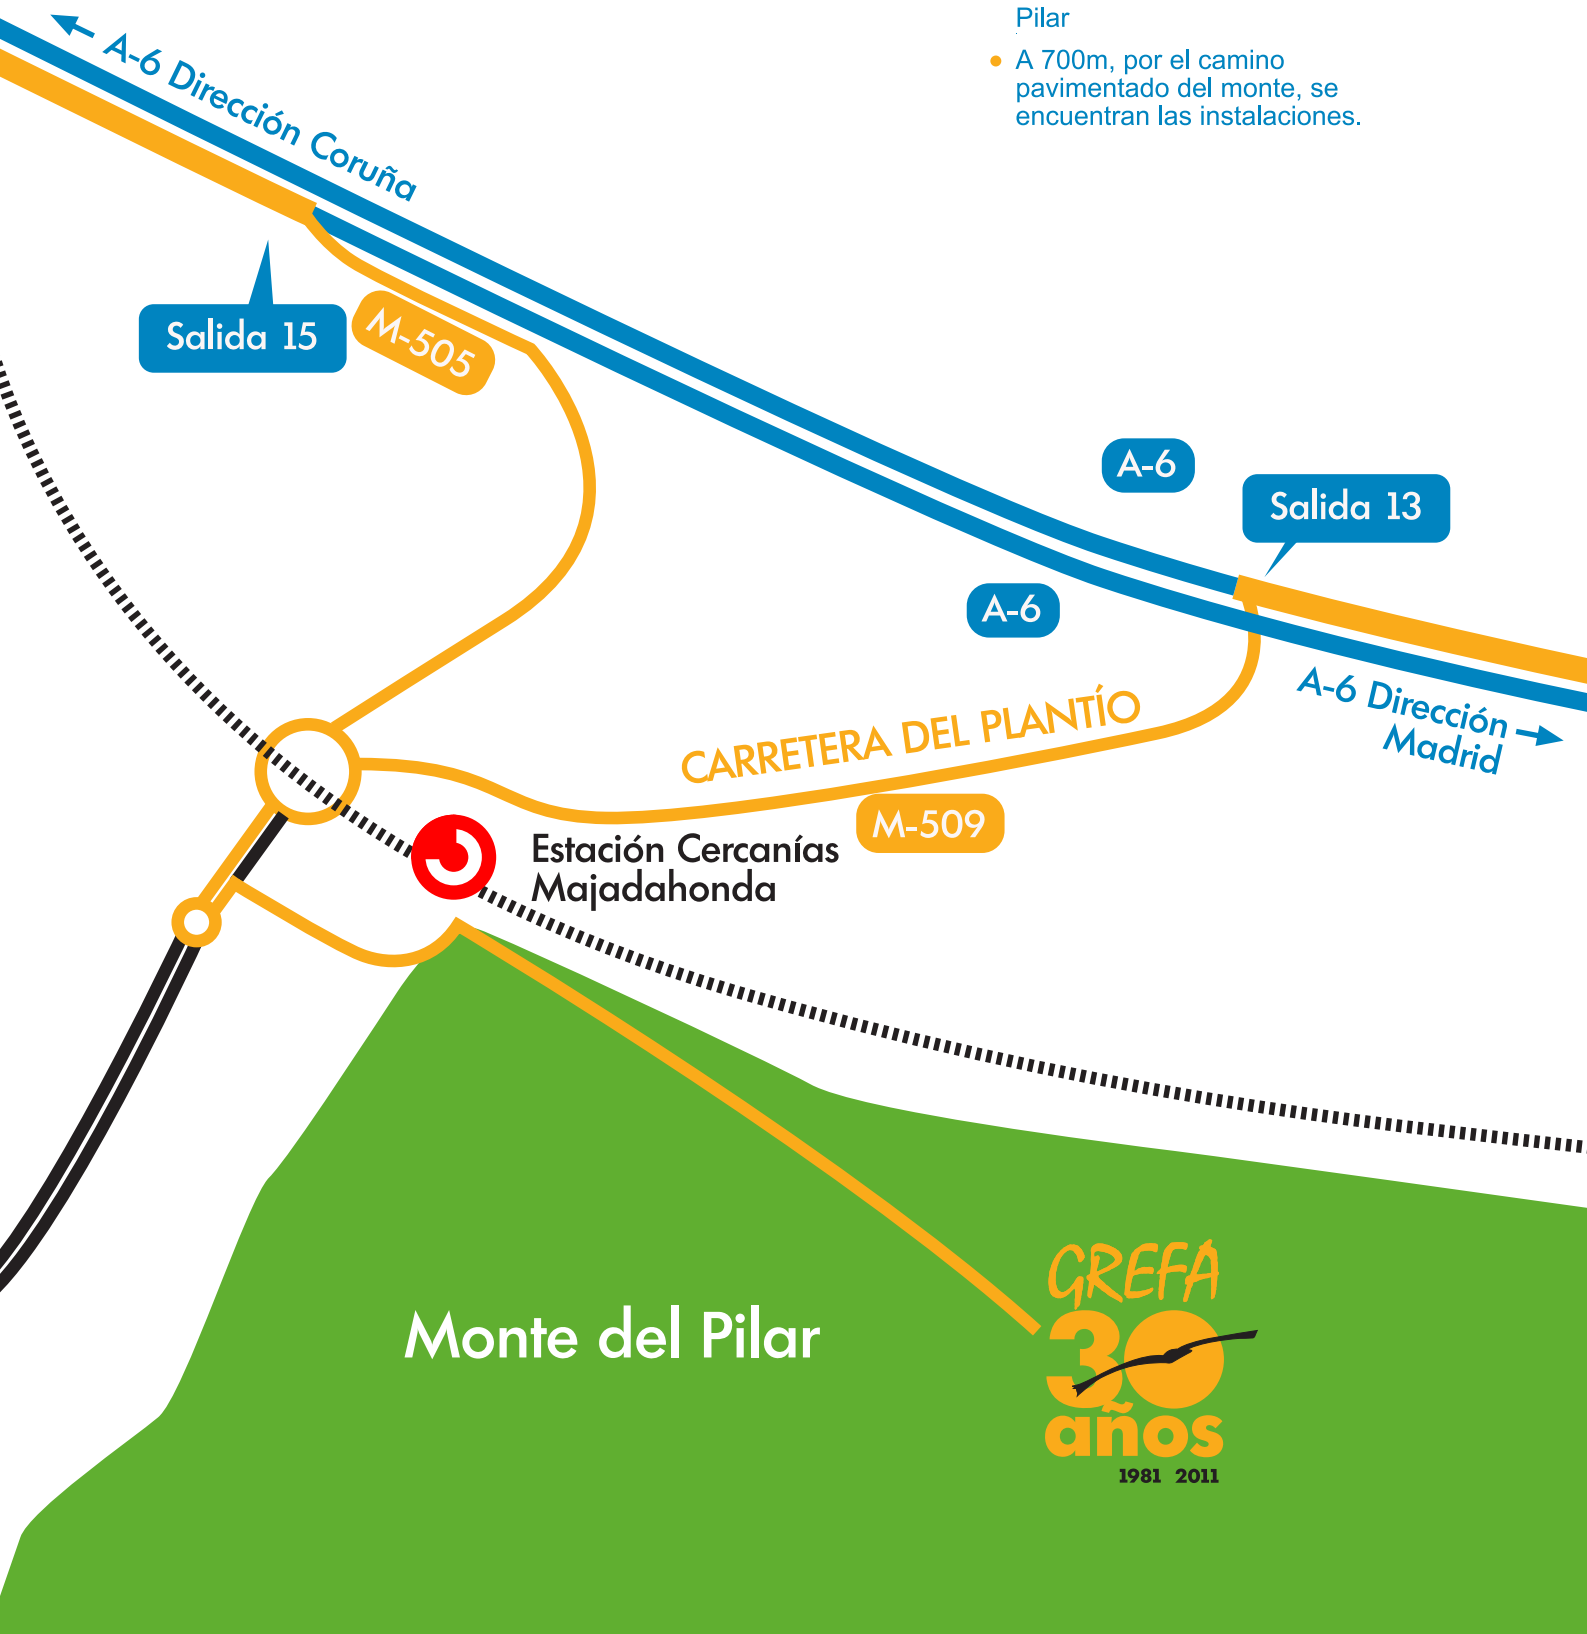 Pilar
• A 700m, por el camino
pavimentado del monte, se
encuentran las instalaciones.
A-6 Dirección Coruña
Salida 15
M-505
A-6
Salida 13
A-6
A-6 Dirección
Madrid
CARRETERA DEL PLANTÍO
M-509
Estación Cercanías
Majadahonda
Monte del Pilar
GREFA
30
años
1981 2011